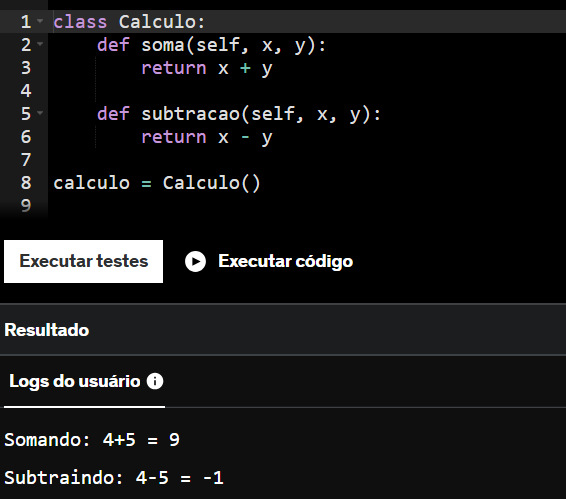 1 class Calculo:
2     def soma(self, x, y):
3         return x + y
4
5     def subtracao(self, x, y):
6         return x - y
7
8 calculo = Calculo()
9
Executar testes Executar código
Resultado
Logs do usuário
Somando: 4+5 = 9
Subtraindo: 4-5 = -1